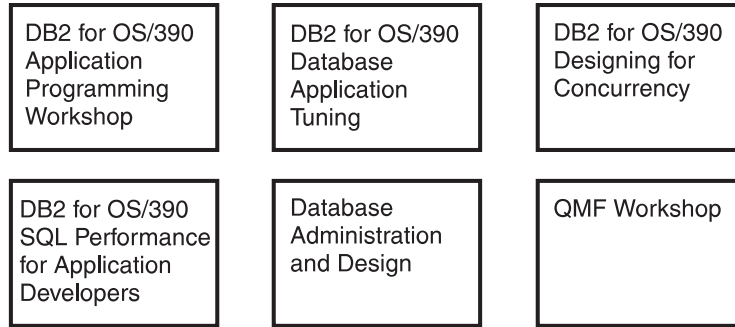 DB2 for OS/390
Application
Programming
Workshop
DB2 for OS/390
Database
Application
Tuning
DB2 for OS/390
Designing for
Concurrency
DB2 for OS/390
SQL Performance
for Application
Developers
Database
Administration
and Design
QMF Workshop